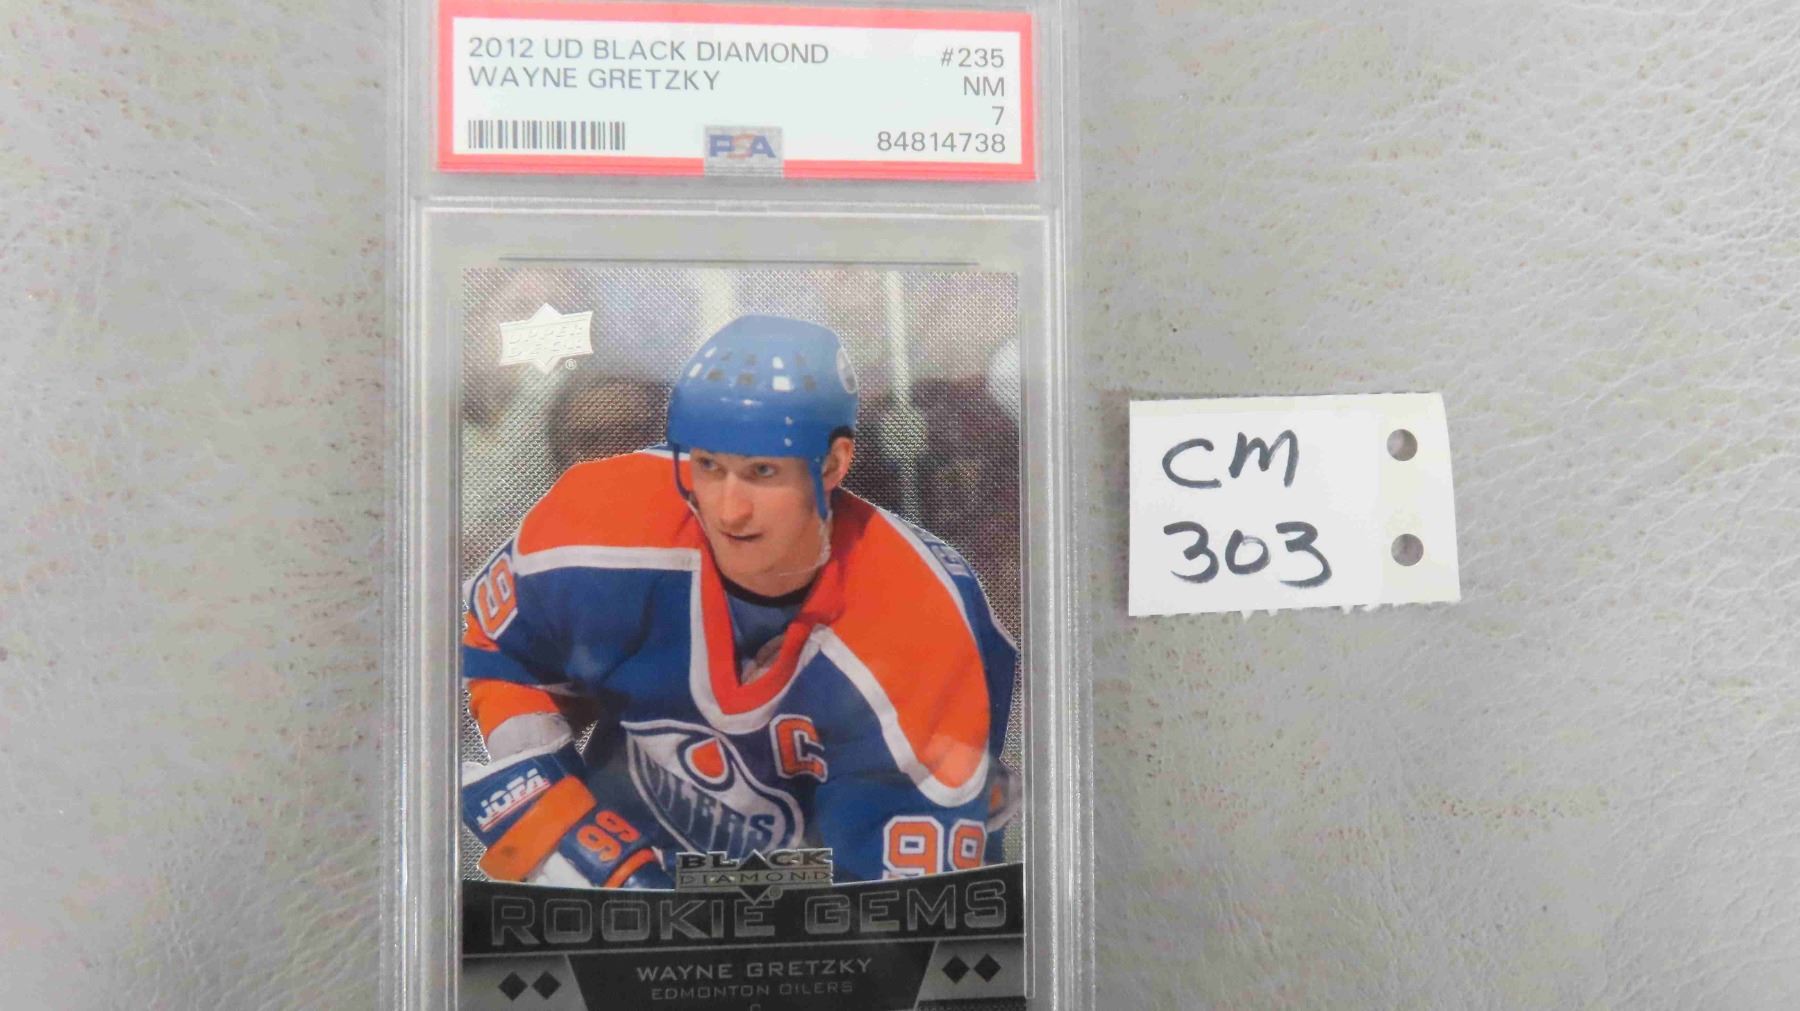 2012 UD BLACK DIAMOND #235
WAYNE GRETZKY NM
7
PSA 84814738
UPPER DECK ®
CM
303
C
OILERS
JOFA
99
99
BLACK
DIAMOND ®
ROOKIE GEMS
WAYNE GRETZKY
EDMONTON OILERS